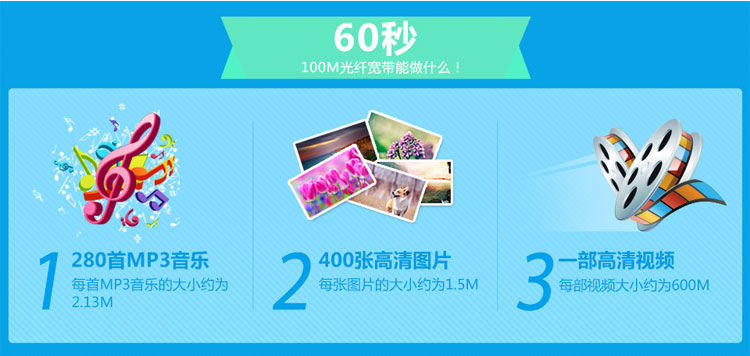 60秒
100M光纤宽带能做什么！
1
280首MP3音乐
每首MP3音乐的大小约为
2.13M
2
400张高清图片
每张图片的大小约为1.5M
3
一部高清视频
每部视频大小约为600M